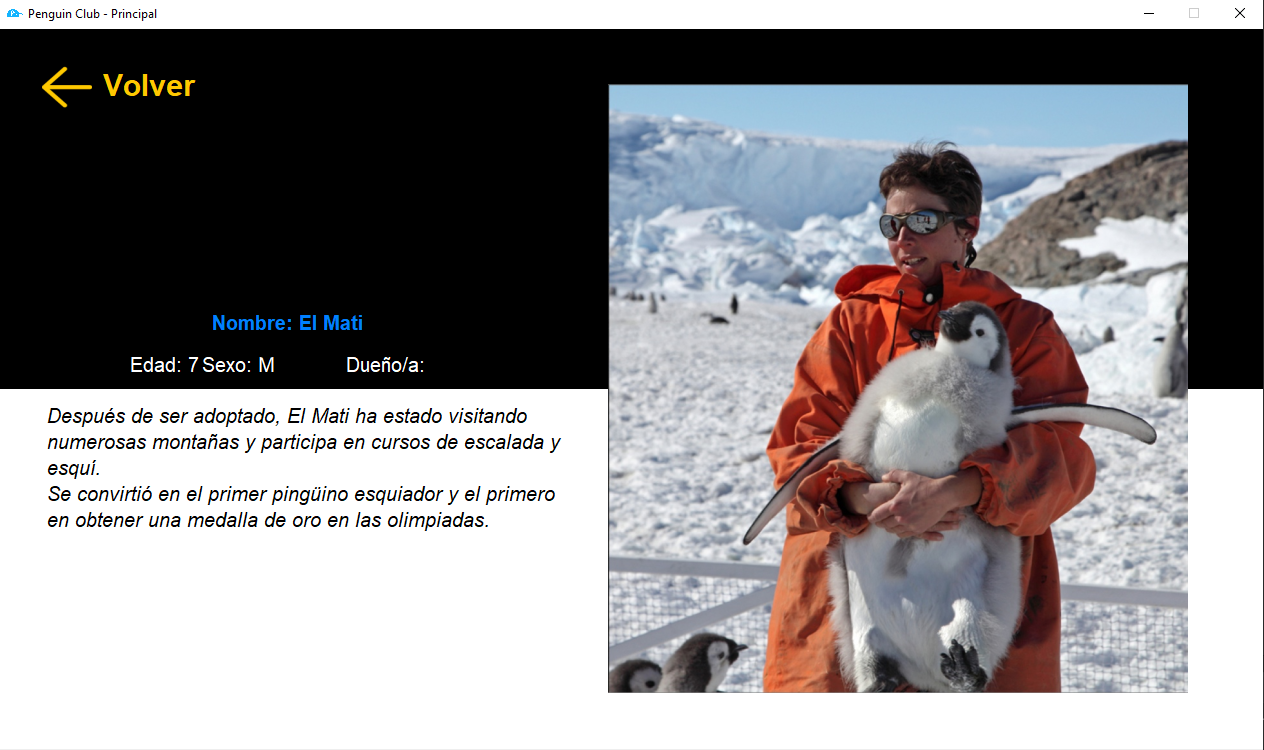 Penguin Club - Principal
Volver
Nombre: El Mati
Edad: 7 Sexo: M Dueño/a:
Después de ser adoptado, El Mati ha estado visitando
numerosas montañas y participa en cursos de escalada y
esquí.
Se convirtió en el primer pingüino esquiador y el primero
en obtener una medalla de oro en las olimpiadas.